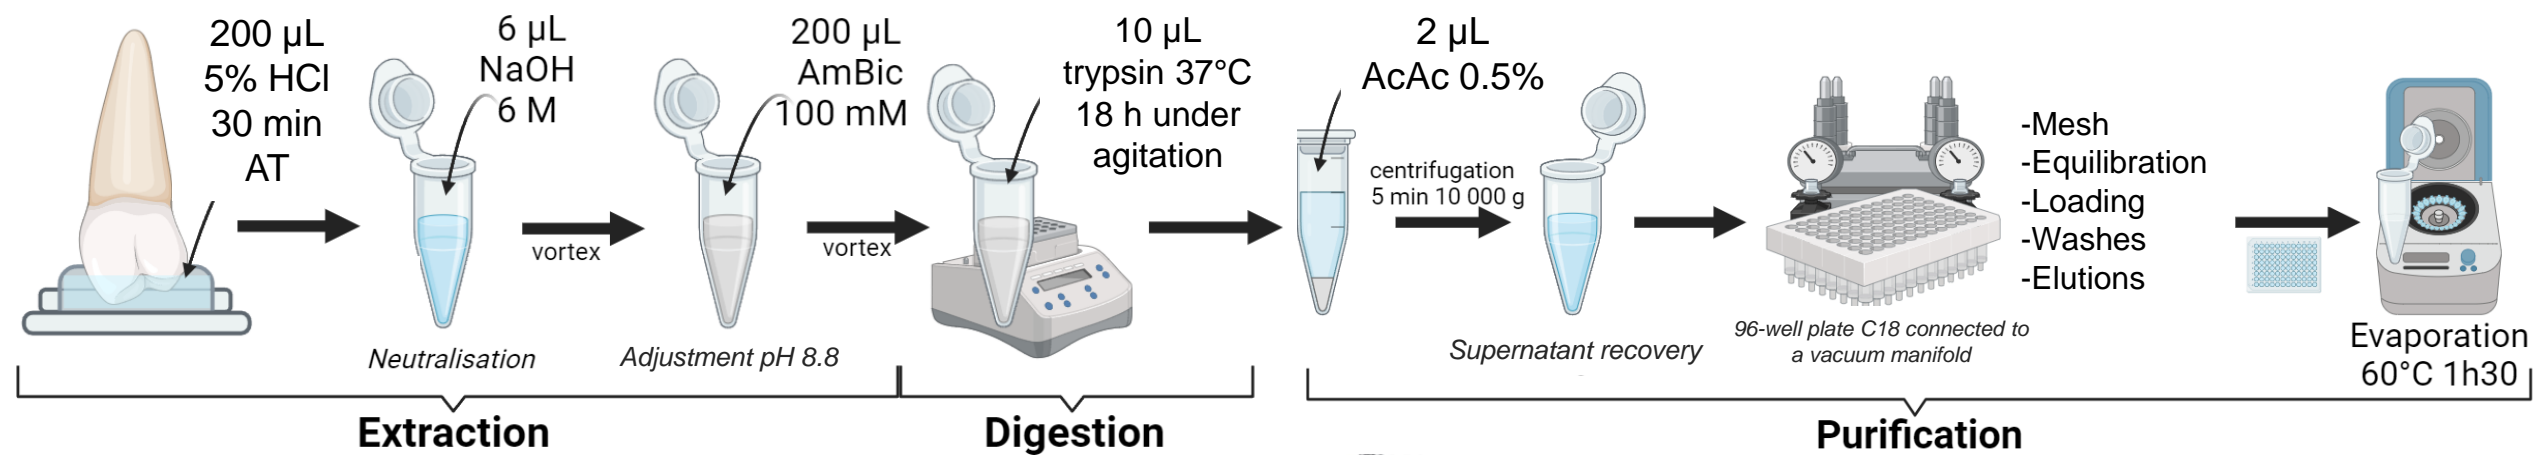 200 µL
5% HCl
30 min
AT
6 µL
NaOH
6 M
vortex
Neutralisation
200 µL
AmBic
100 mM
vortex
Adjustment pH 8.8
10 µL
trypsin 37°C
18 h under
agitation
2 µL
AcAc 0.5%
centrifugation
5 min 10 000 g
Supernatant recovery
96-well plate C18 connected to
a vacuum manifold
-Mesh
-Equilibration
-Loading
-Washes
-Elutions
Evaporation
60°C 1h30
Extraction
Digestion
Purification